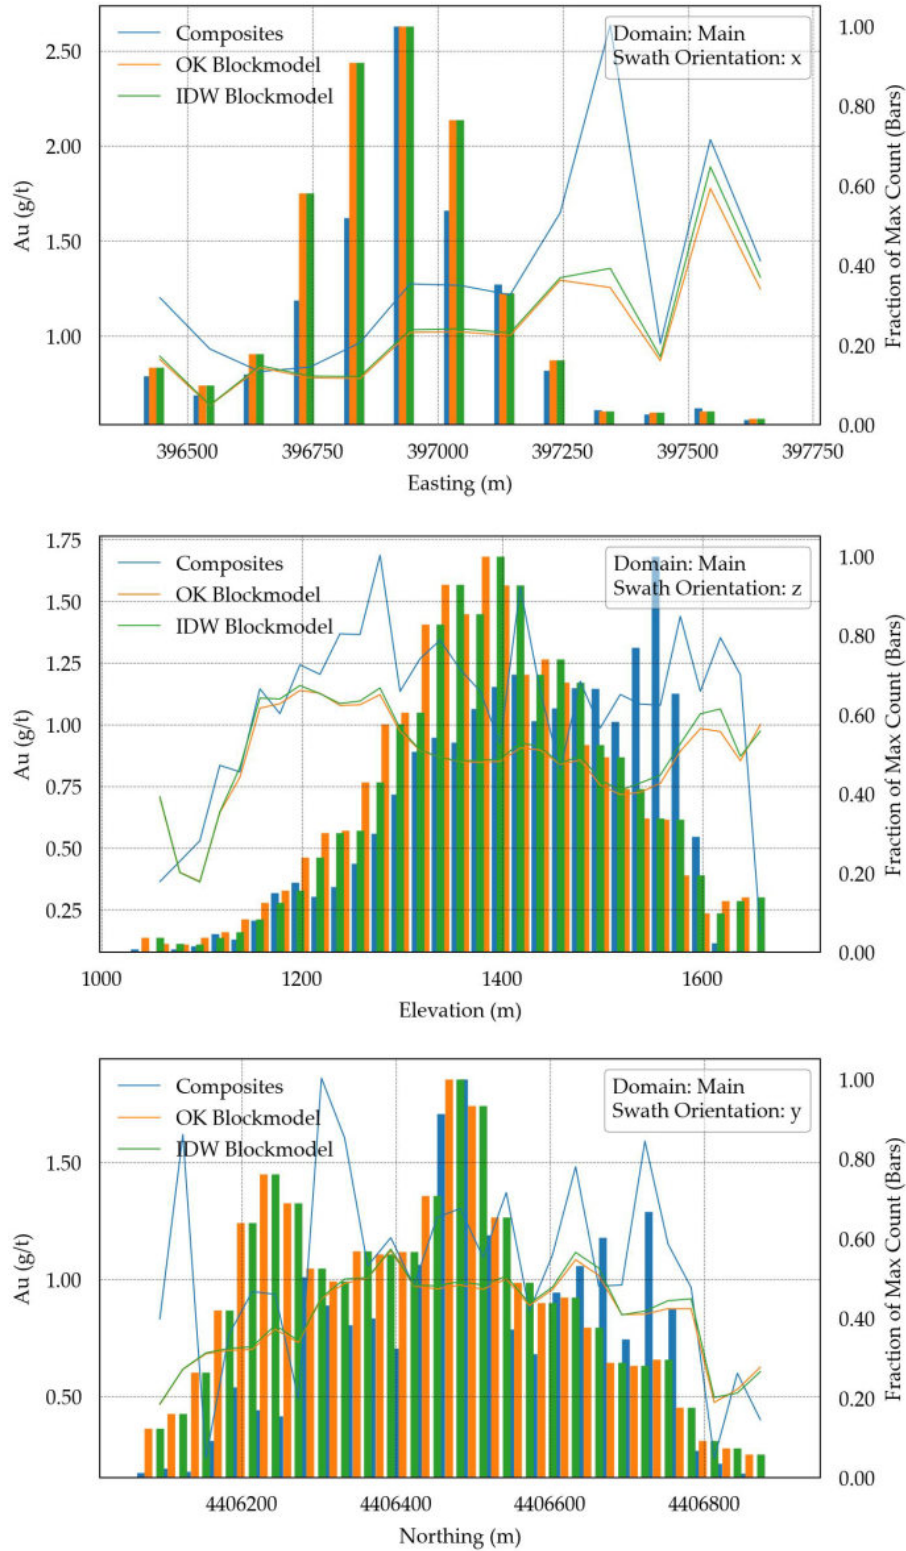 Composites
OK Blockmodel
IDW Blockmodel
Domain: Main
Swath Orientation: x
Au (g/t)
2.50
2.00
1.50
1.00
Fraction of Max Count (Bars)
1.00
0.80
0.60
0.40
0.20
0.00
396500
396750
397000
397250
397500
397750
Easting (m)
Composites
OK Blockmodel
IDW Blockmodel
Domain: Main
Swath Orientation: z
Au (g/t)
1.75
1.50
1.25
1.00
0.75
0.50
0.25
Fraction of Max Count (Bars)
1.00
0.80
0.60
0.40
0.20
0.00
1000
1200
1400
1600
Elevation (m)
Composites
OK Blockmodel
IDW Blockmodel
Domain: Main
Swath Orientation: y
Au (g/t)
1.50
1.00
0.50
Fraction of Max Count (Bars)
1.00
0.80
0.60
0.40
0.20
0.00
4406200
4406400
4406600
4406800
Northing (m)